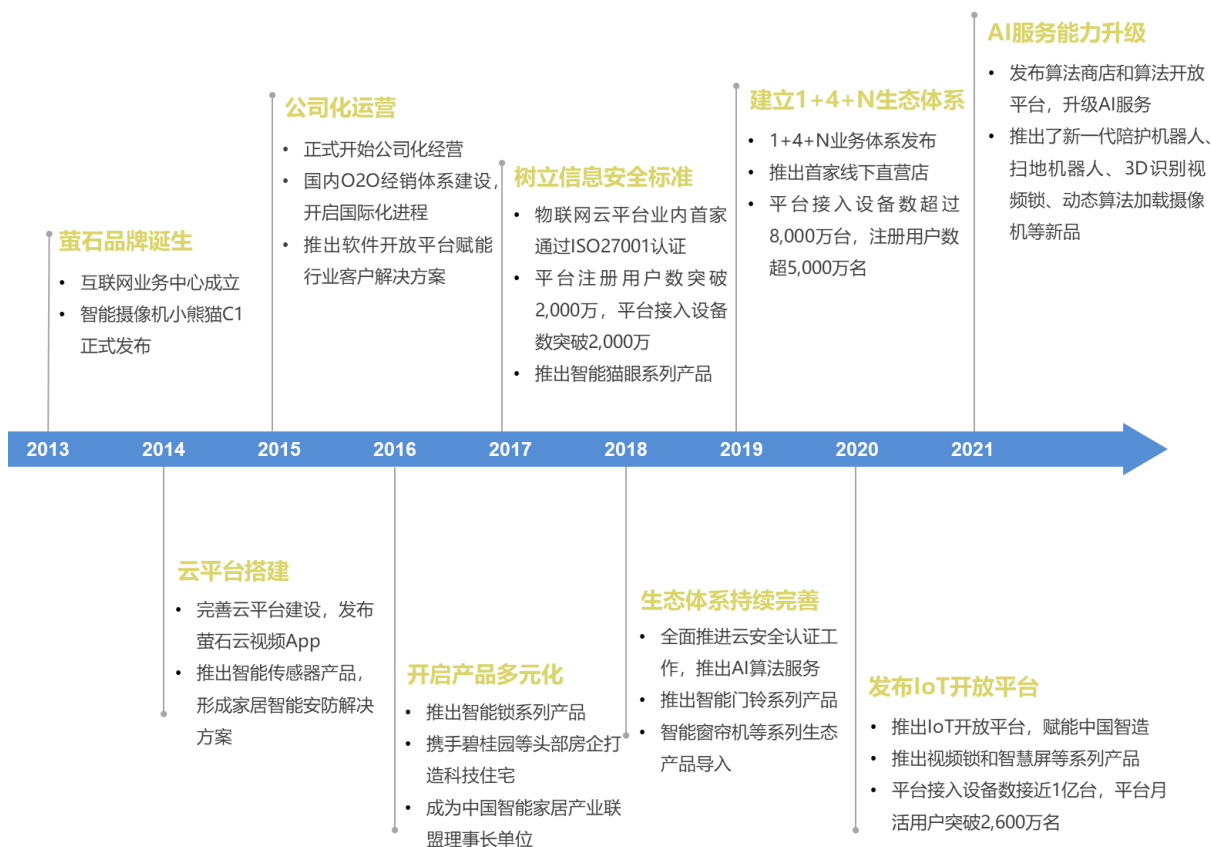 AI服务能力升级
• 发布算法商店和算法开放
平台，升级AI服务
• 推出了新一代陪护机器人、
扫地机器人、3D识别视
频锁、动态算法加载摄像
机等新品
建立1+4+N生态体系
• 1+4+N业务体系发布
• 推出首家线下直营店
• 平台接入设备数超过
8,000万台，注册用户数
超5,000万名
公司化运营
• 正式开始公司化经营
• 国内O2O经销体系建设，
开启国际化进程
• 推出软件开放平台赋能
行业客户解决方案
树立信息安全标准
• 物联网云平台业内首家
通过ISO27001认证
• 平台注册用户数突破
2,000万，平台接入设备
数突破2,000万
• 推出智能猫眼系列产品
萤石品牌诞生
• 互联网业务中心成立
• 智能摄像机小熊猫C1
正式发布
2013 2014 2015 2016 2017 2018 2019 2020 2021
云平台搭建
• 完善云平台建设，发布
萤石云视频App
• 推出智能传感器产品，
形成家居智能安防解决
方案
开启产品多元化
• 推出智能锁系列产品
• 携手碧桂园等头部房企打
造科技住宅
• 成为中国智能家居产业联
盟理事长单位
生态体系持续完善
• 全面推进云安全认证工
作，推出AI算法服务
• 推出智能门铃系列产品
• 智能窗帘机等系列生态
产品导入
发布IoT开放平台
• 推出IoT开放平台，赋能中国智造
• 推出视频锁和智慧屏等系列产品
• 平台接入设备数接近1亿台，平台月
活用户突破2,600万名